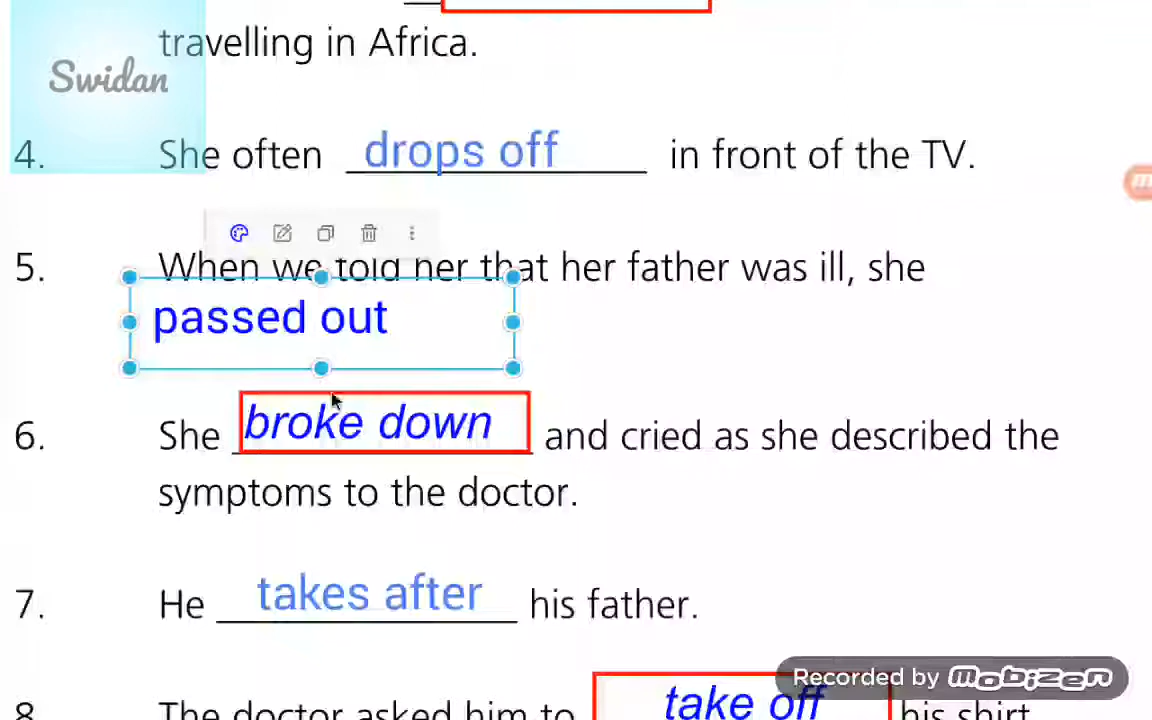 travelling in Africa.
Swidan
4. She often drops off in front of the TV.
5. When we told her that her father was ill, she
passed out
6. She broke down and cried as she described the
symptoms to the doctor.
7. He takes after his father.
Recorded by mobizen
8. The doctor asked him to take off his shirt